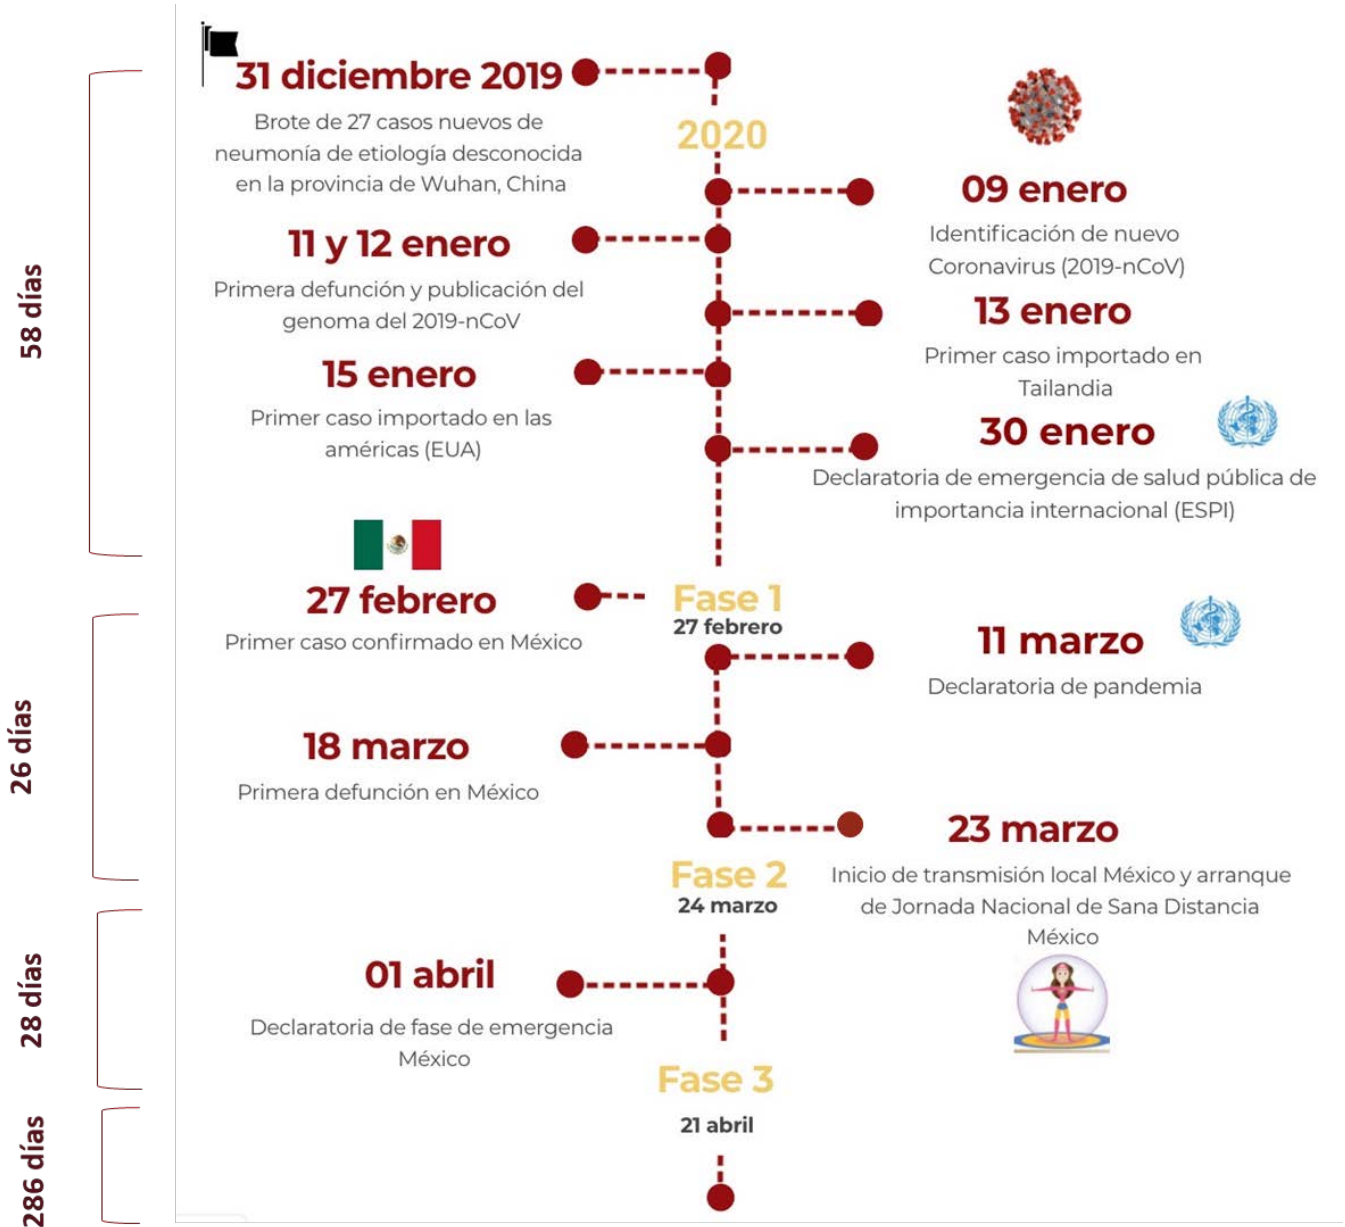 31 diciembre 2019
Brote de 27 casos nuevos de
neumonía de etiología desconocida
en la provincia de Wuhan, China
2020
09 enero
Identificación de nuevo
Coronavirus (2019-nCoV)
11 y 12 enero
Primera defunción y publicación del
genoma del 2019-nCoV
13 enero
Primer caso importado en
Tailandia
15 enero
Primer caso importado en las
américas (EUA)
30 enero
Declaratoria de emergencia de salud pública de
importancia internacional (ESPI)
58 días
27 febrero
Primer caso confirmado en México
Fase 1
27 febrero
11 marzo
Declaratoria de pandemia
18 marzo
Primera defunción en México
26 días
23 marzo
Inicio de transmisión local México y arranque
de Jornada Nacional de Sana Distancia
México
Fase 2
24 marzo
01 abril
Declaratoria de fase de emergencia
México
28 días
Fase 3
21 abril
286 días